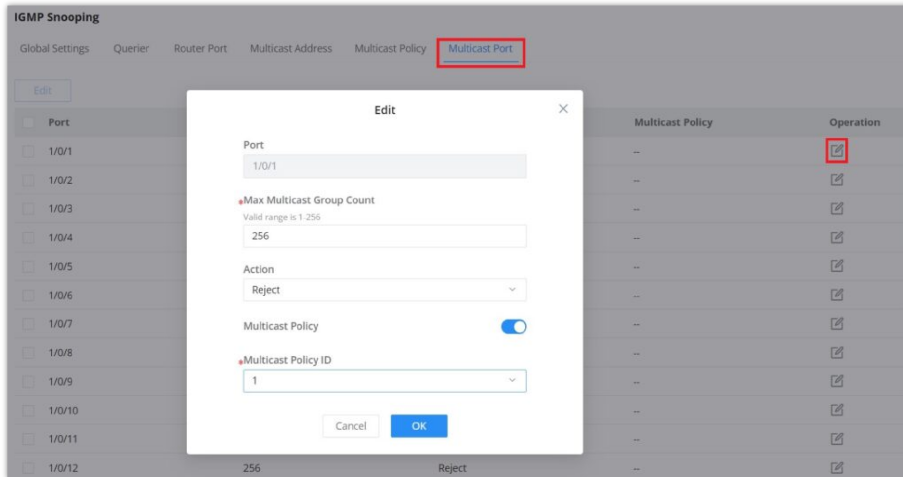 IGMP Snooping
Global Settings Querier Router Port Multicast Address Multicast Policy Multicast Port
Edit
Edit
Port Multicast Policy Operation
Port
1/0/1
1/0/1 --
1/0/2 --
*Max Multicast Group Count
1/0/3 --
Valid range is 1-256
256
1/0/4 --
Action
1/0/5 --
Reject
1/0/6 --
1/0/7 --
Multicast Policy
1/0/8 --
*Multicast Policy ID
1/0/9 --
1
1/0/10 --
Cancel OK
1/0/11 --
1/0/12 256 Reject --